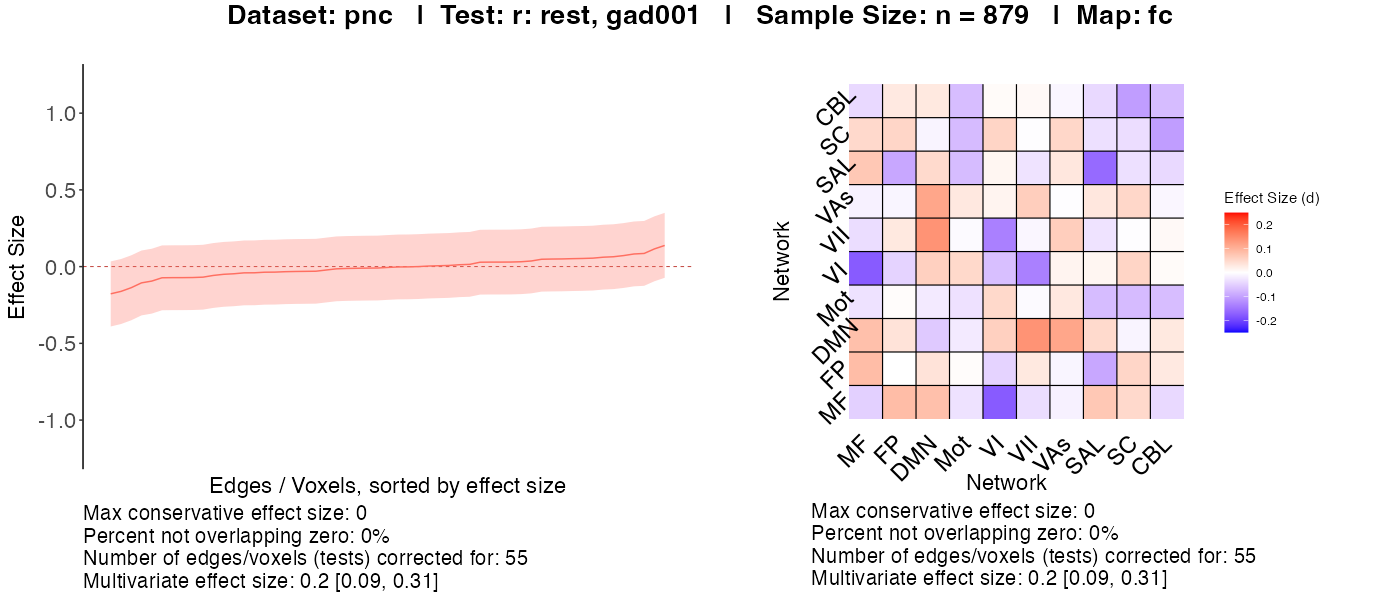 Dataset: pnc | Test: r: rest, gad001 | Sample Size: n = 879 | Map: fc
Effect Size
1.0
0.5
0.0
-0.5
-1.0
Edges / Voxels, sorted by effect size
Max conservative effect size: 0
Percent not overlapping zero: 0%
Number of edges/voxels (tests) corrected for: 55
Multivariate effect size: 0.2 [0.09, 0.31]
Network
CBL
SC
SAL
VAs
VII
VI
Mot
DMN
FP
MF
MF
FP
DMN
Mot
VI
VII
VAs
SAL
SC
CBL
Network
Effect Size (d)
0.2
0.1
0.0
-0.1
-0.2
Max conservative effect size: 0
Percent not overlapping zero: 0%
Number of edges/voxels (tests) corrected for: 55
Multivariate effect size: 0.2 [0.09, 0.31]